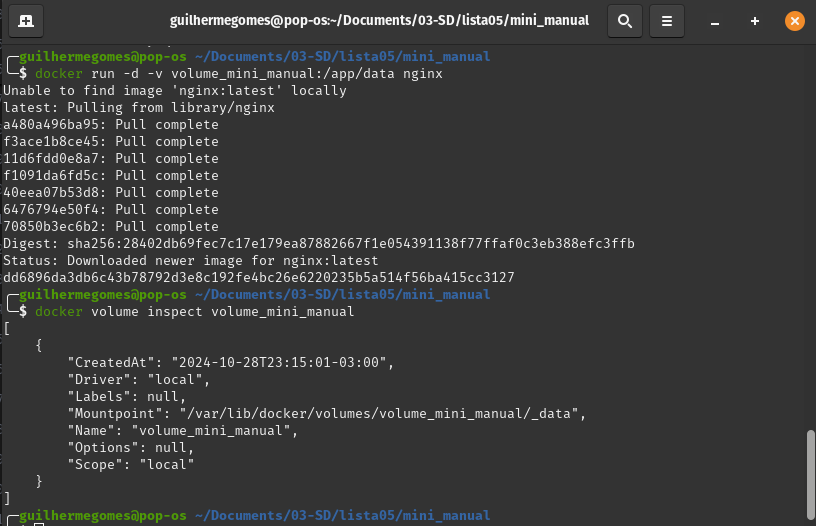 guilhermegomes@pop-os:~/Documents/03-SD/lista05/mini_manual
guilhermegomes@pop-os ~/Documents/03-SD/lista05/mini_manual
$ docker run -d -v volume_mini_manual:/app/data nginx
Unable to find image 'nginx:latest' locally
latest: Pulling from library/nginx
a480a496ba95: Pull complete
f3ace1b8ce45: Pull complete
11d6fdd0e8a7: Pull complete
f1091da6fd5c: Pull complete
40eea07b53d8: Pull complete
6476794e50f4: Pull complete
70850b3ec6b2: Pull complete
Digest: sha256:28402db69fec7c17e179ea87882667f1e054391138f77ffaf0c3eb388efc3ffb
Status: Downloaded newer image for nginx:latest
dd6896da3db6c43b78792d3e8c192fe4bc26e6220235b5a514f56ba415cc3127
guilhermegomes@pop-os ~/Documents/03-SD/lista05/mini_manual
$ docker volume inspect volume_mini_manual
[
    {
        "CreatedAt": "2024-10-28T23:15:01-03:00",
        "Driver": "local",
        "Labels": null,
        "Mountpoint": "/var/lib/docker/volumes/volume_mini_manual/_data",
        "Name": "volume_mini_manual",
        "Options": null,
        "Scope": "local"
    }
]
guilhermegomes@pop-os ~/Documents/03-SD/lista05/mini_manual